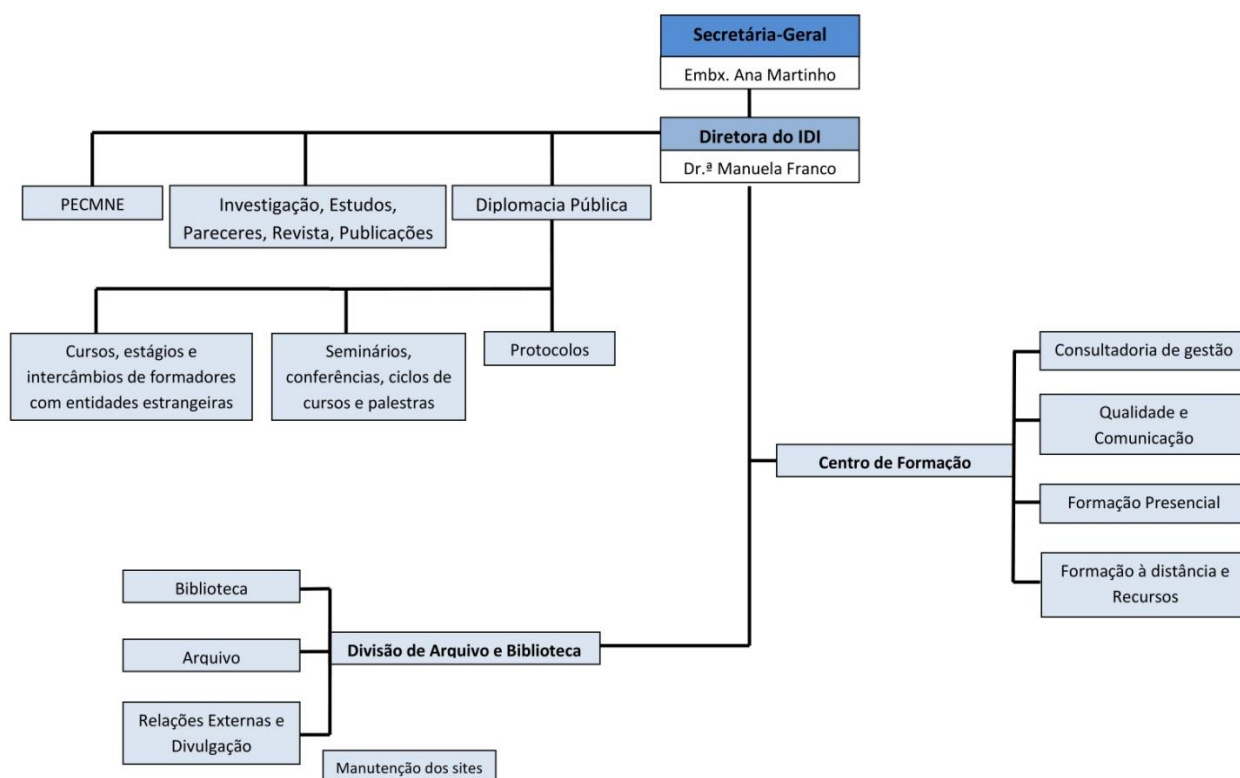 Secretária-Geral
Embx. Ana Martinho
Diretora do IDI
Dr.ª Manuela Franco
PECMNE
Investigação, Estudos,
Pareceres, Revista, Publicações
Diplomacia Pública
Cursos, estágios e
intercâmbios de formadores
com entidades estrangeiras
Seminários,
conferências, ciclos de
cursos e palestras
Protocolos
Consultadoria de gestão
Qualidade e
Comunicação
Centro de Formação
Formação Presencial
Formação à distância e
Recursos
Biblioteca
Arquivo
Divisão de Arquivo e Biblioteca
Relações Externas e
Divulgação
Manutenção dos sites